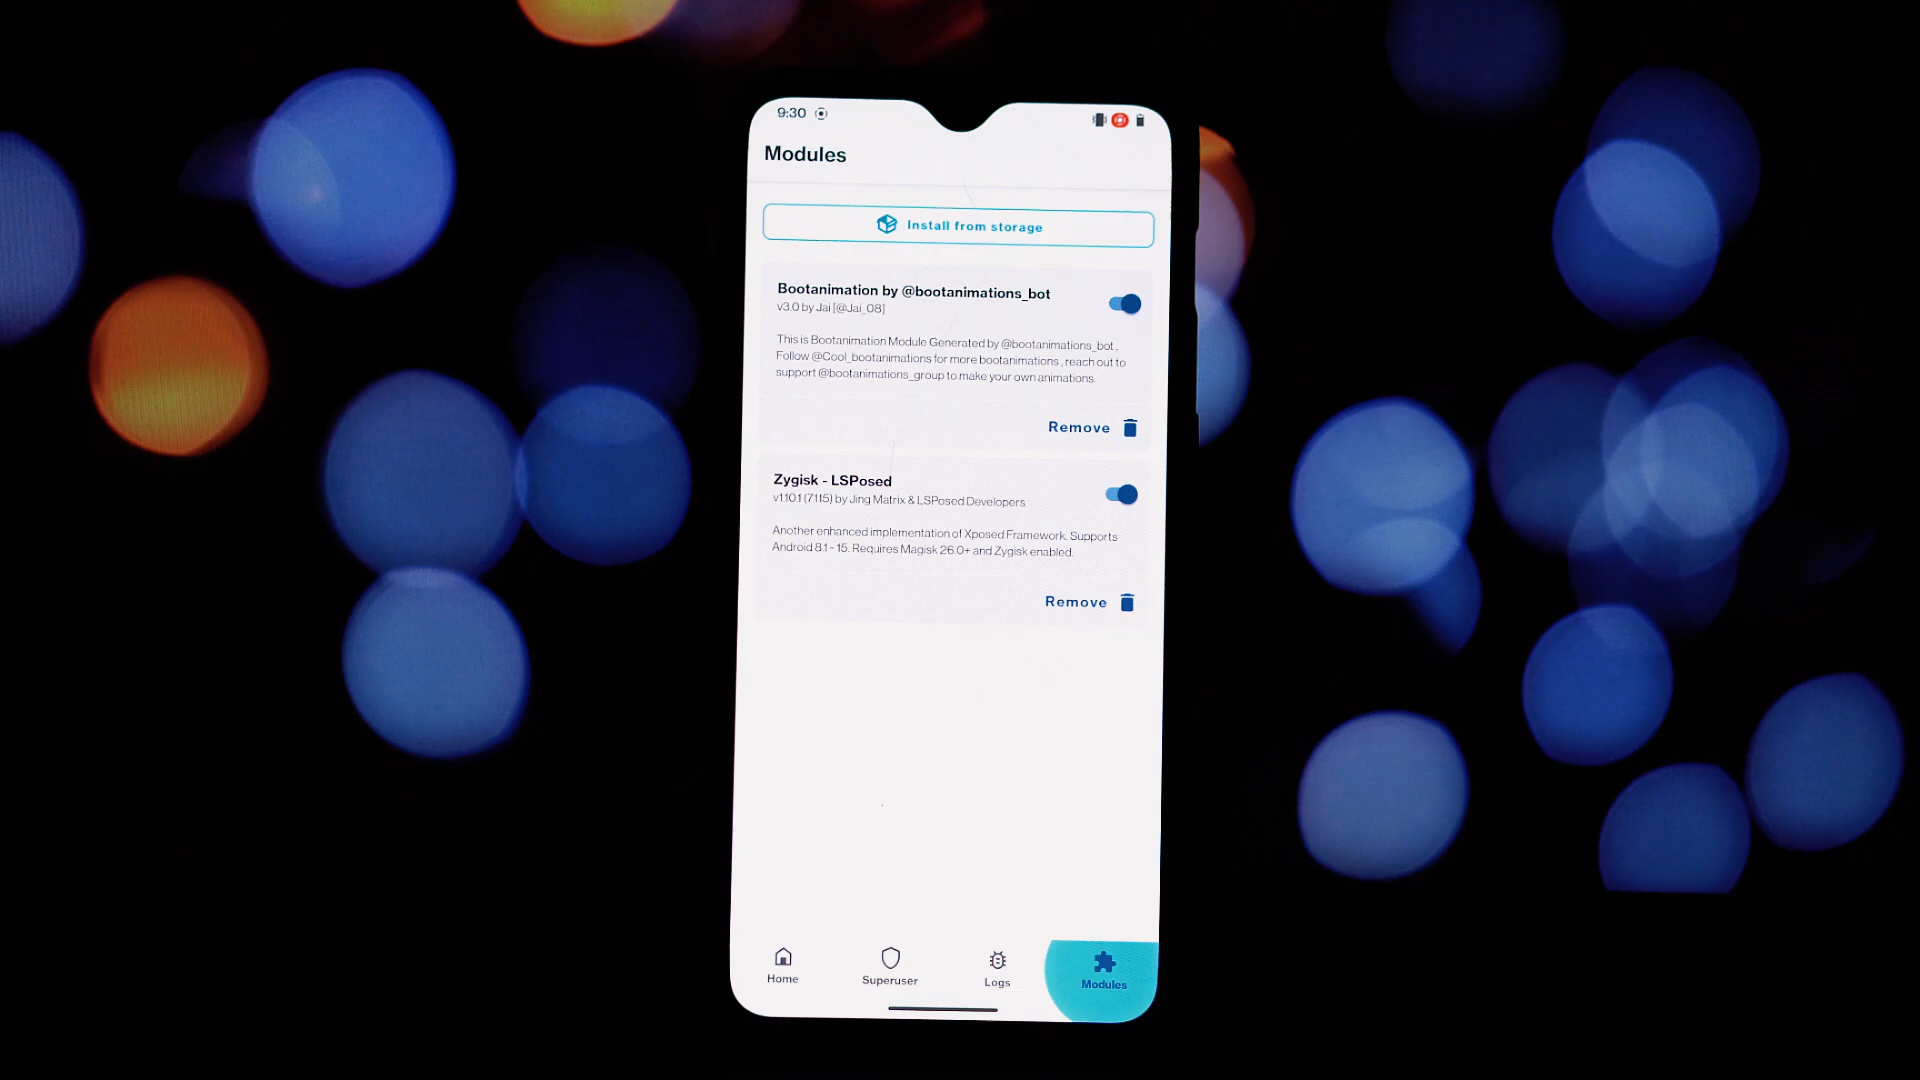 9:30
Modules
Install from storage
Bootanimation by @bootanimations_bot
v3.0 by Jai [@Jai_08]
This is Bootanimation Module Generated by @bootanimations_bot ,
Follow @Cool_bootanimations for more bootanimations , reach out to
support @bootanimations_group to make your own animations.
Remove
Zygisk - LSPosed
v1.10.1 (7115) by Jing Matrix & LSPosed Developers
Another enhanced implementation of Xposed Framework. Supports
Android 8.1 ~ 15. Requires Magisk 26.0+ and Zygisk enabled.
Remove
Home
Superuser
Logs
Modules